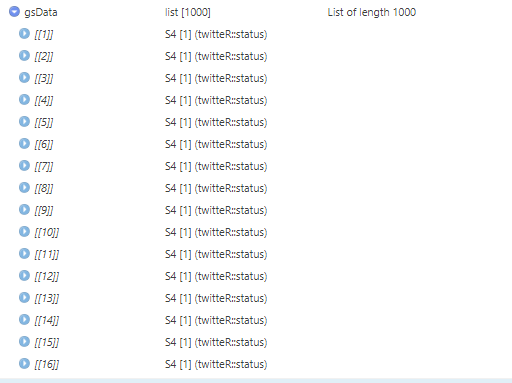 gsData list [1000] List of length 1000
[[1]] S4 [1] (twitteR::status)
[[2]] S4 [1] (twitteR::status)
[[3]] S4 [1] (twitteR::status)
[[4]] S4 [1] (twitteR::status)
[[5]] S4 [1] (twitteR::status)
[[6]] S4 [1] (twitteR::status)
[[7]] S4 [1] (twitteR::status)
[[8]] S4 [1] (twitteR::status)
[[9]] S4 [1] (twitteR::status)
[[10]] S4 [1] (twitteR::status)
[[11]] S4 [1] (twitteR::status)
[[12]] S4 [1] (twitteR::status)
[[13]] S4 [1] (twitteR::status)
[[14]] S4 [1] (twitteR::status)
[[15]] S4 [1] (twitteR::status)
[[16]] S4 [1] (twitteR::status)